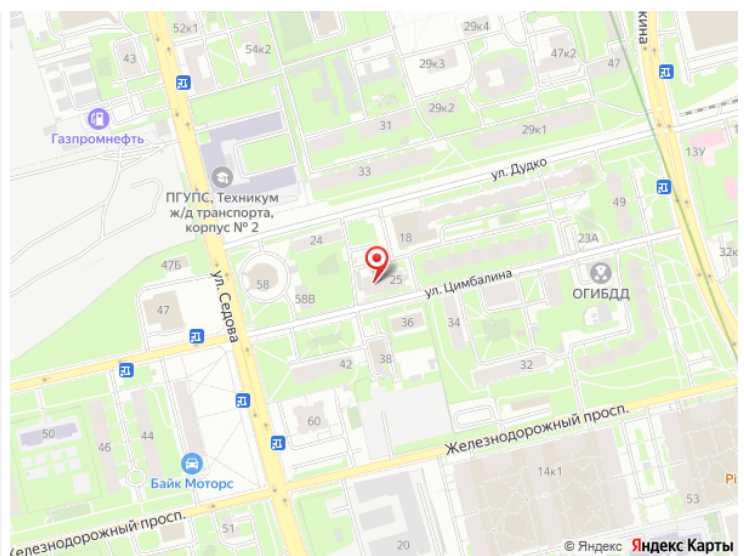 52к1
54к2
43
29к4
29к3
47к2
47
кина
Газпромнефть
31
29к2
29к1
13У
33
ул. Дудко
ПГУПС, Техникум
ж/д транспорта,
корпус № 2
49
24
18
23А
32к
47Б
58
58В
25
ул. Цимбалина
ОГИБДД
ул. Седова
47
36
34
42
38
32
60
50
46
44
Железнодорожный просп.
Байк Моторс
14к1
Pi
53
Железнодорожный просп.
51
20
© Яндекс Яндекс Карты